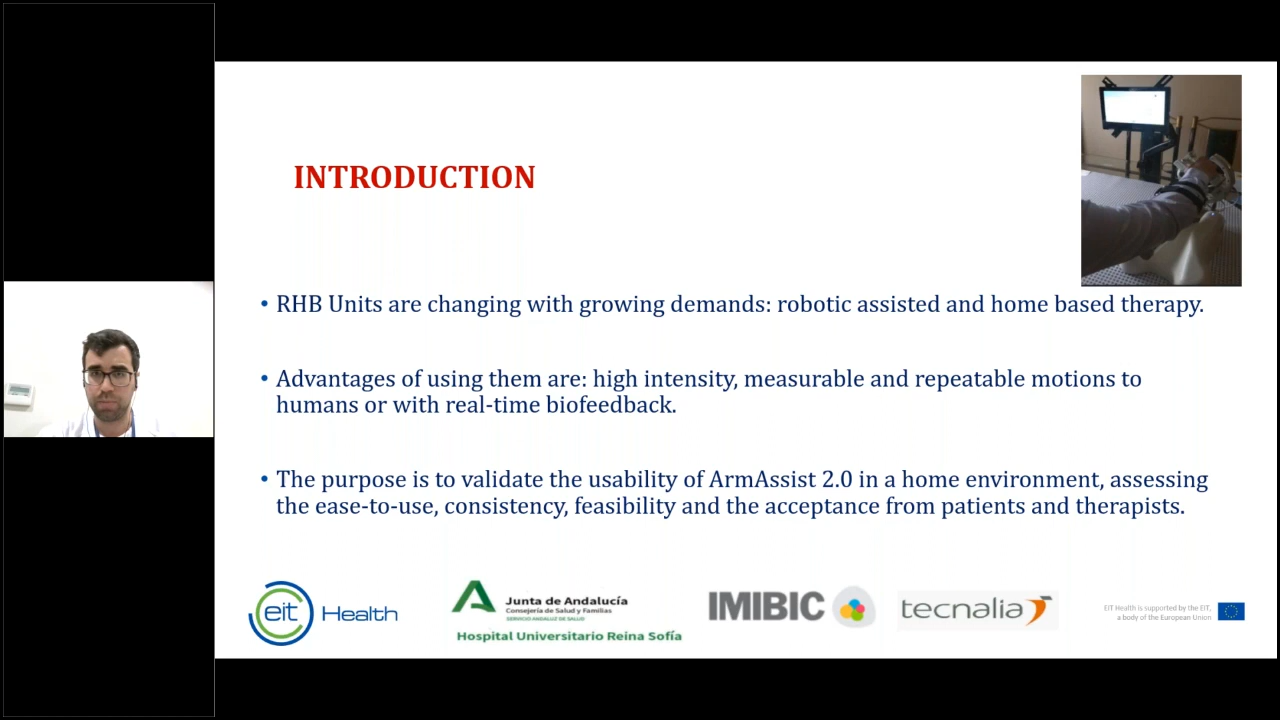 INTRODUCTION
• RHB Units are changing with growing demands: robotic assisted and home based therapy.
• Advantages of using them are: high intensity, measurable and repeatable motions to
humans or with real-time biofeedback.
• The purpose is to validate the usability of ArmAssist 2.0 in a home environment, assessing
the ease-to-use, consistency, feasibility and the acceptance from patients and therapists.
eit Health
Junta de Andalucía
Consejería de Salud y Familias
SERVICIO ANDALUZ DE SALUD
Hospital Universitario Reina Sofía
IMIBIC
tecnalia
EIT Health is supported by the EIT,
a body of the European Union